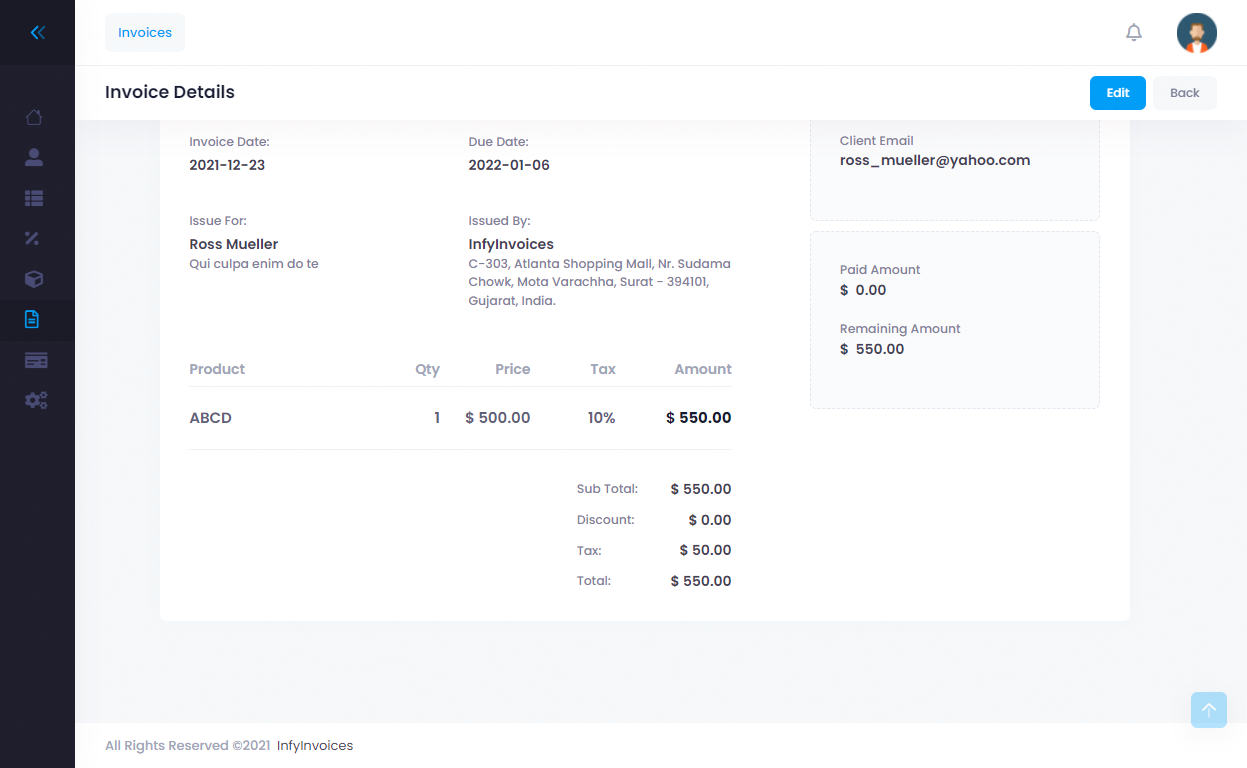 Invoices
Invoice Details
Edit
Back
Invoice Date:
2021-12-23
Due Date:
2022-01-06
Issue For:
Ross Mueller
Qui culpa enim do te
Issued By:
InfyInvoices
C-303, Atlanta Shopping Mall, Nr. Sudama
Chowk, Mota Varachha, Surat - 394101,
Gujarat, India.
Product Qty Price Tax Amount
ABCD 1 $ 500.00 10% $ 550.00
Sub Total: $ 550.00
Discount: $ 0.00
Tax: $ 50.00
Total: $ 550.00
Client Email
ross_mueller@yahoo.com
Paid Amount
$ 0.00
Remaining Amount
$ 550.00
All Rights Reserved ©2021 InfyInvoices